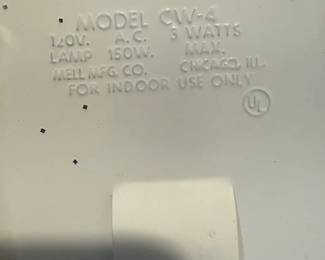 MODEL CW-4
120V. A.C. 3 WATTS
LAMP 150W. MAX.
MELL MFG. CO. CHICAGO, ILL.
FOR INDOOR USE ONLY
UL